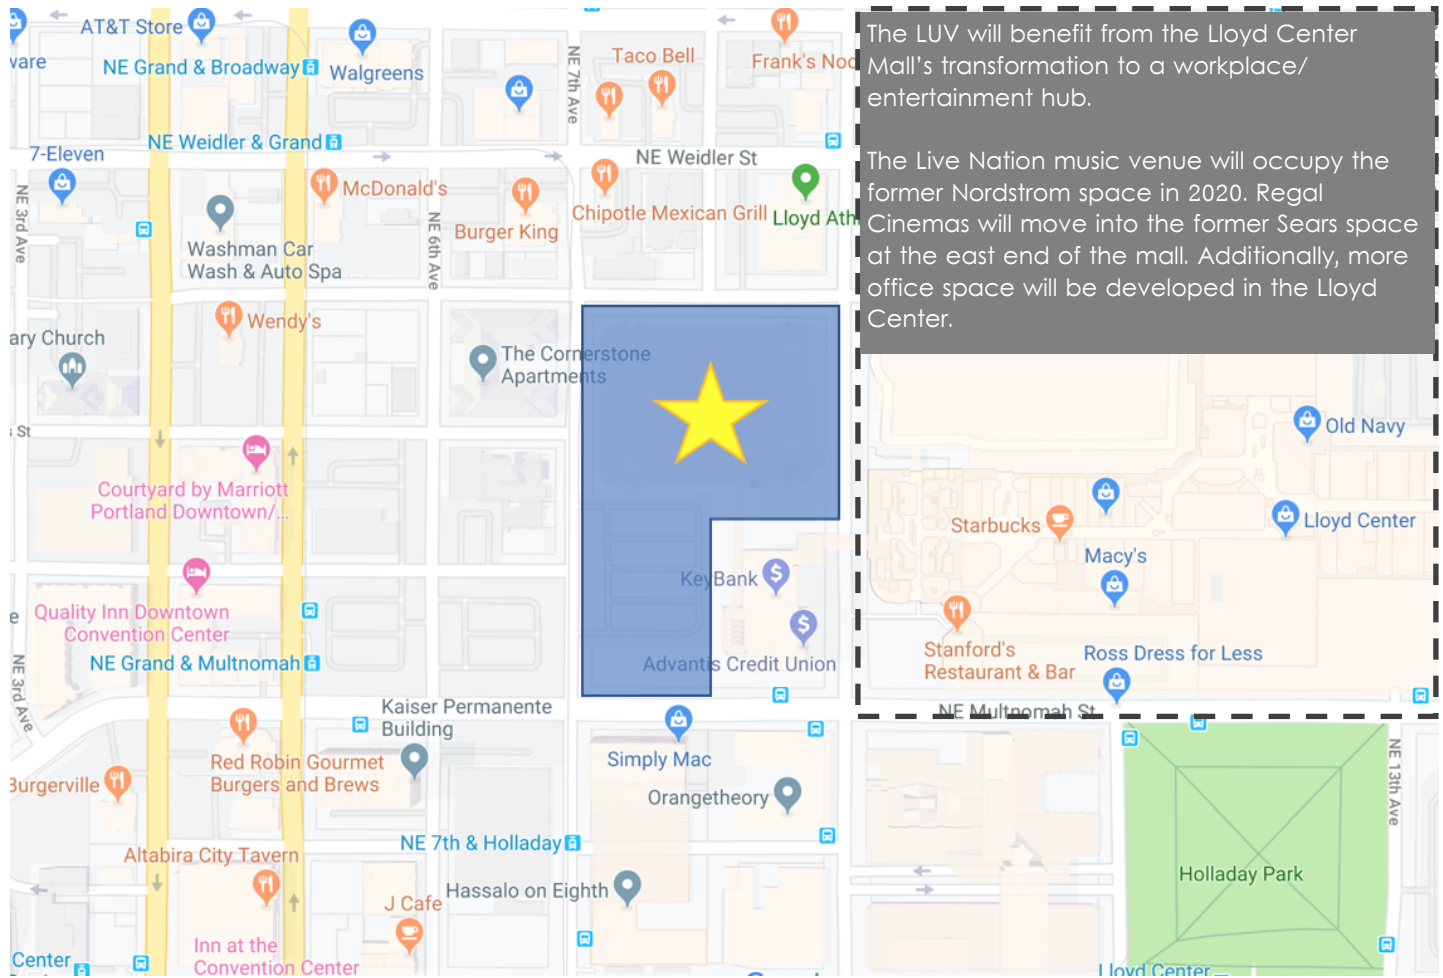 AT&T Store
ware
NE Grand & Broadway
Walgreens
NE 7th Ave
Taco Bell
Frank's Noo
The LUV will benefit from the Lloyd Center
Mall's transformation to a workplace/
entertainment hub.
The Live Nation music venue will occupy the
former Nordstrom space in 2020. Regal
Cinemas will move into the former Sears space
at the east end of the mall. Additionally, more
office space will be developed in the Lloyd
Center.
NE Weidler & Grand
7-Eleven
NE Weidler St
McDonald's
NE 3rd Ave
NE 6th Ave
Burger King
Chipotle Mexican Grill
Lloyd Ath
Washman Car
Wash & Auto Spa
Wendy's
ary Church
The Cornerstone
Apartments
s St
Courtyard by Marriott
Portland Downtown/...
Old Navy
Starbucks
Lloyd Center
Macy's
KeyBank
Quality Inn Downtown
Convention Center
e
NE Grand & Multnomah
Advantis Credit Union
Stanford's
Restaurant & Bar
Ross Dress for Less
NE 3rd Ave
Kaiser Permanente
Building
NE Multnomah St
Simply Mac
Red Robin Gourmet
Burgers and Brews
Burgerville
Orangetheory
NE 13th Ave
NE 7th & Holladay
Altabira City Tavern
Hassalo on Eighth
J Cafe
Holladay Park
Inn at the
Convention Center
Center
Lloyd Center